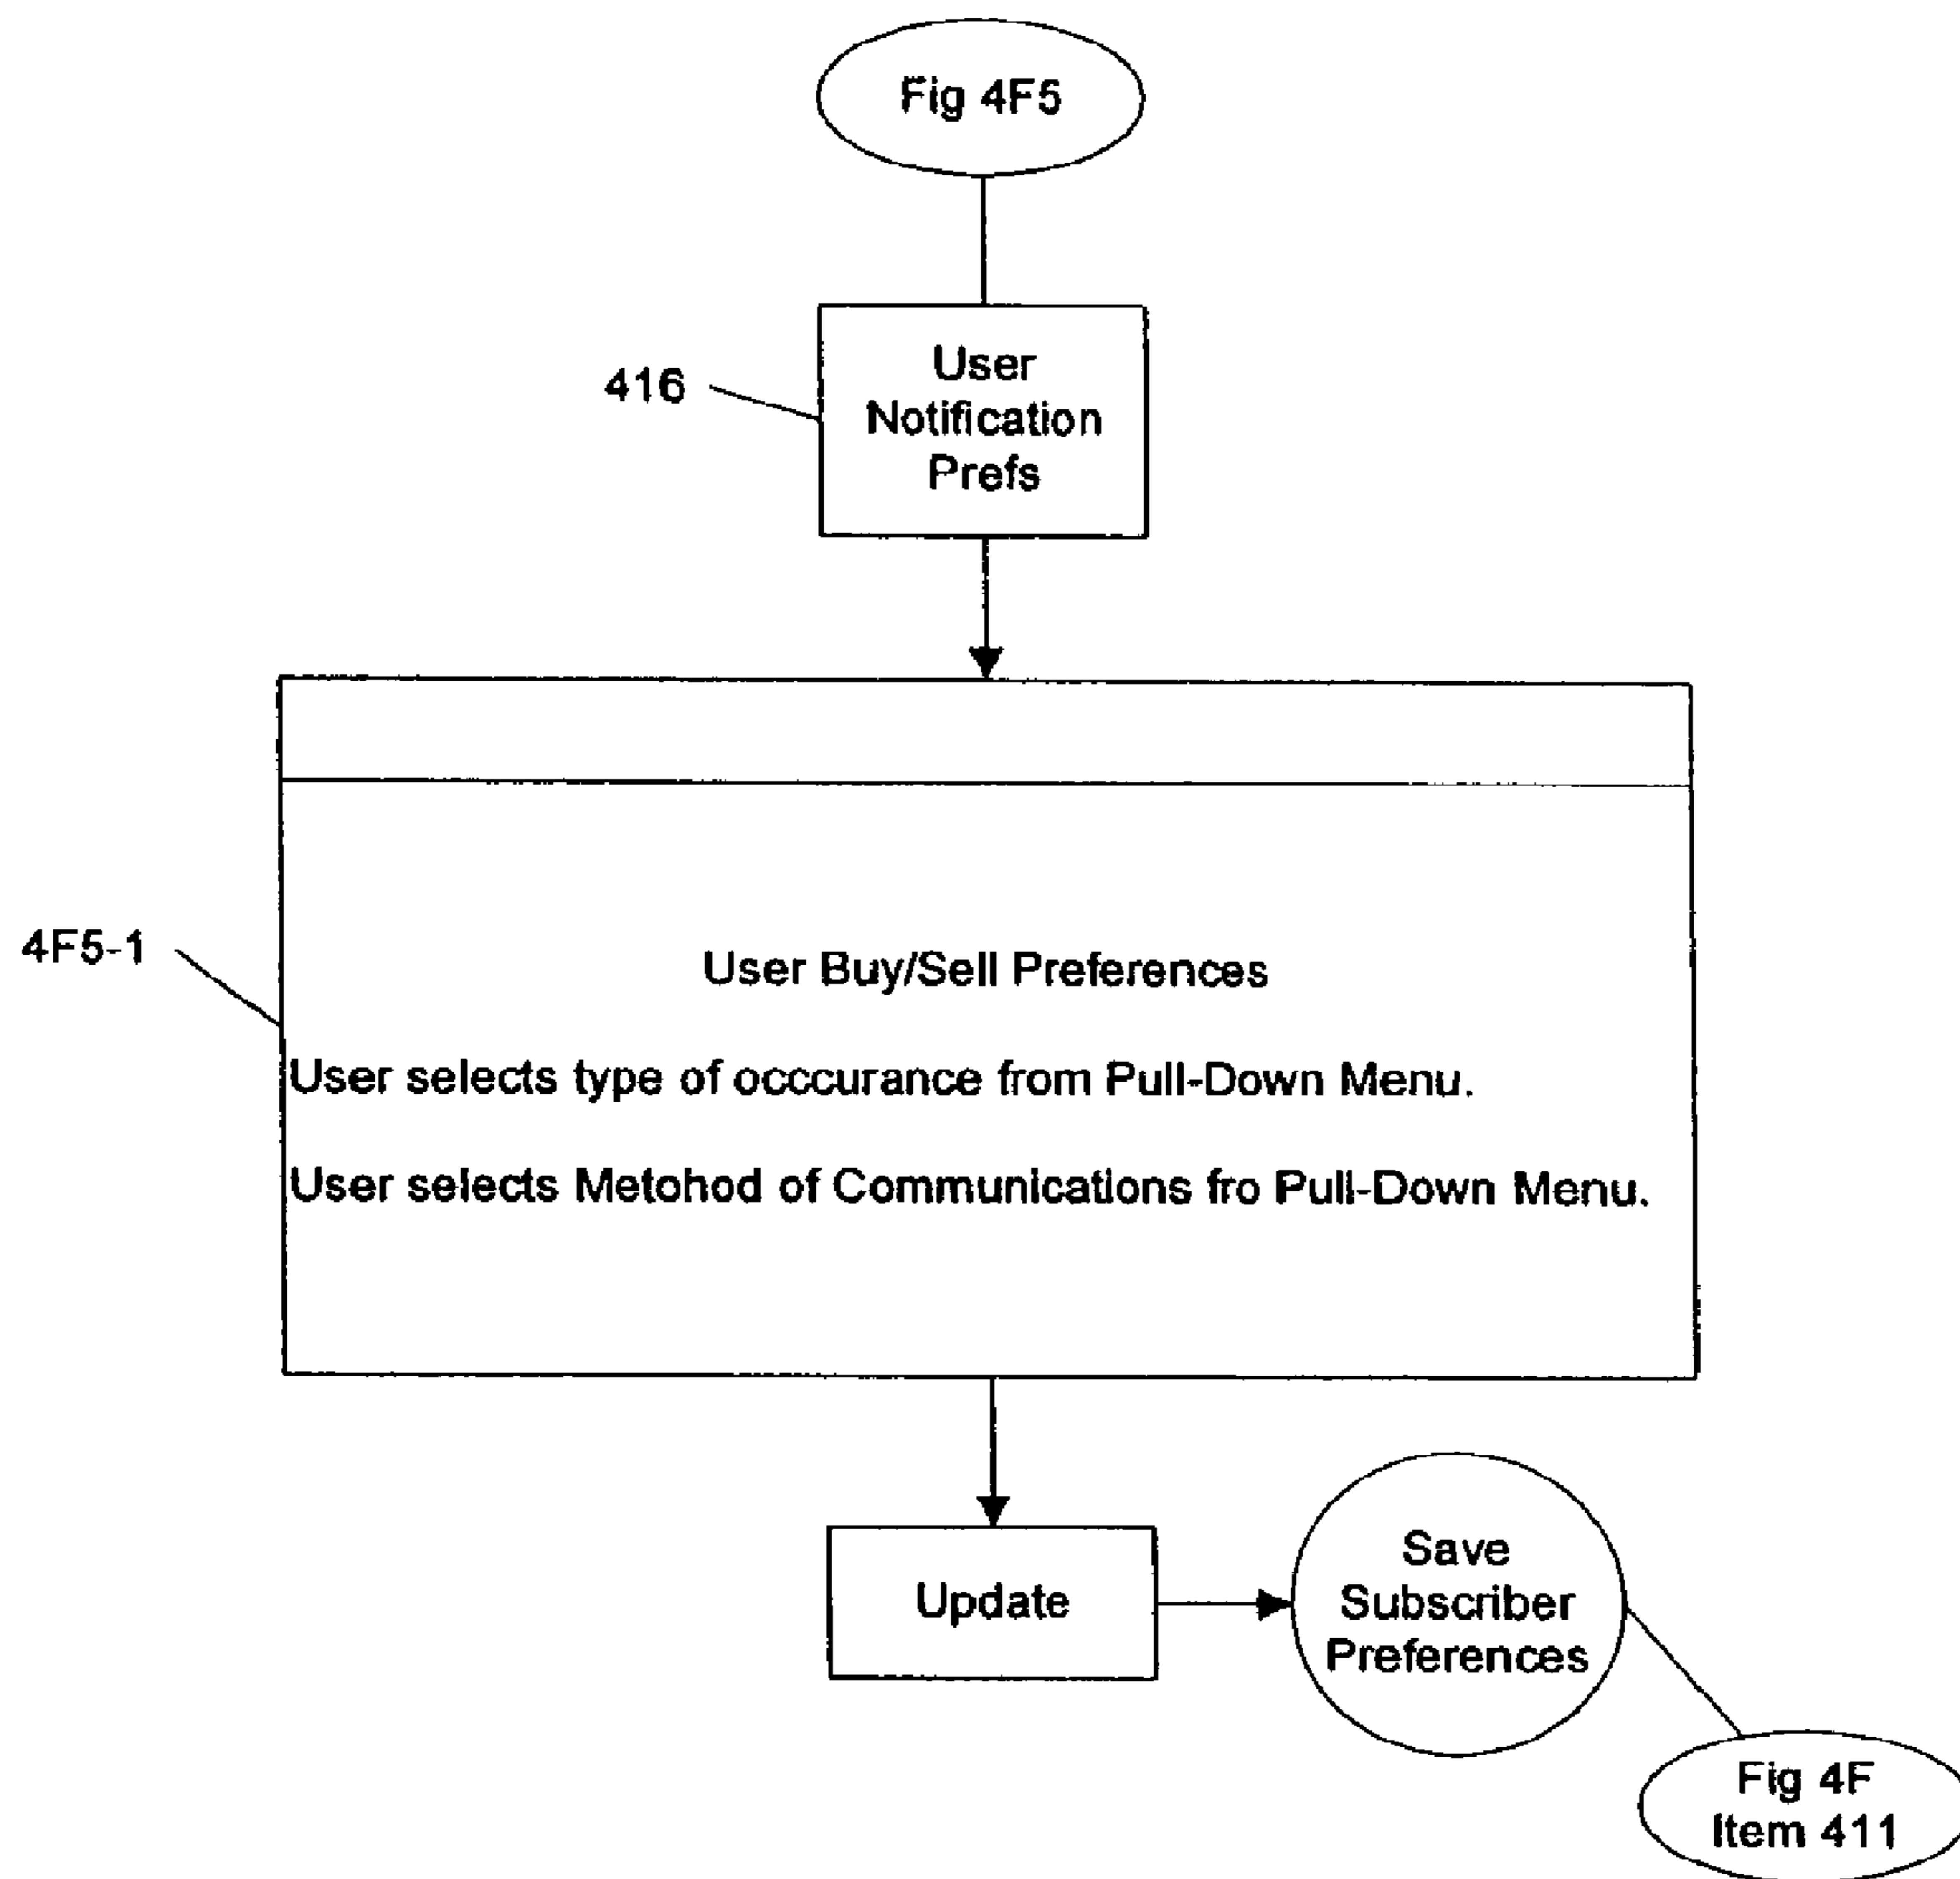 Fig 4F5
416
User
Notification
Prefs
4F5-1
User Buy/Sell Preferences
User selects type of occcurance from Pull-Down Menu.
User selects Metohod of Communications fro Pull-Down Menu.
Update
Save
Subscriber
Preferences
Fig 4F
Item 411